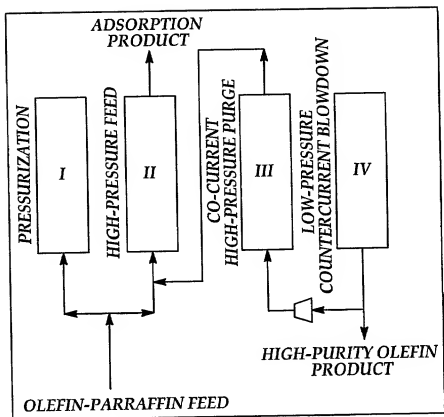 ADSORPTION
PRODUCT
PRESSURIZATION
I
HIGH-PRESSURE FEED
II
CO-CURRENT
HIGH-PRESSURE PURGE
III
LOW-PRESSURE
COUNTERCURRENT BLOWDOWN
IV
HIGH-PURITY OLEFIN
PRODUCT
OLEFIN-PARRAFFIN FEED